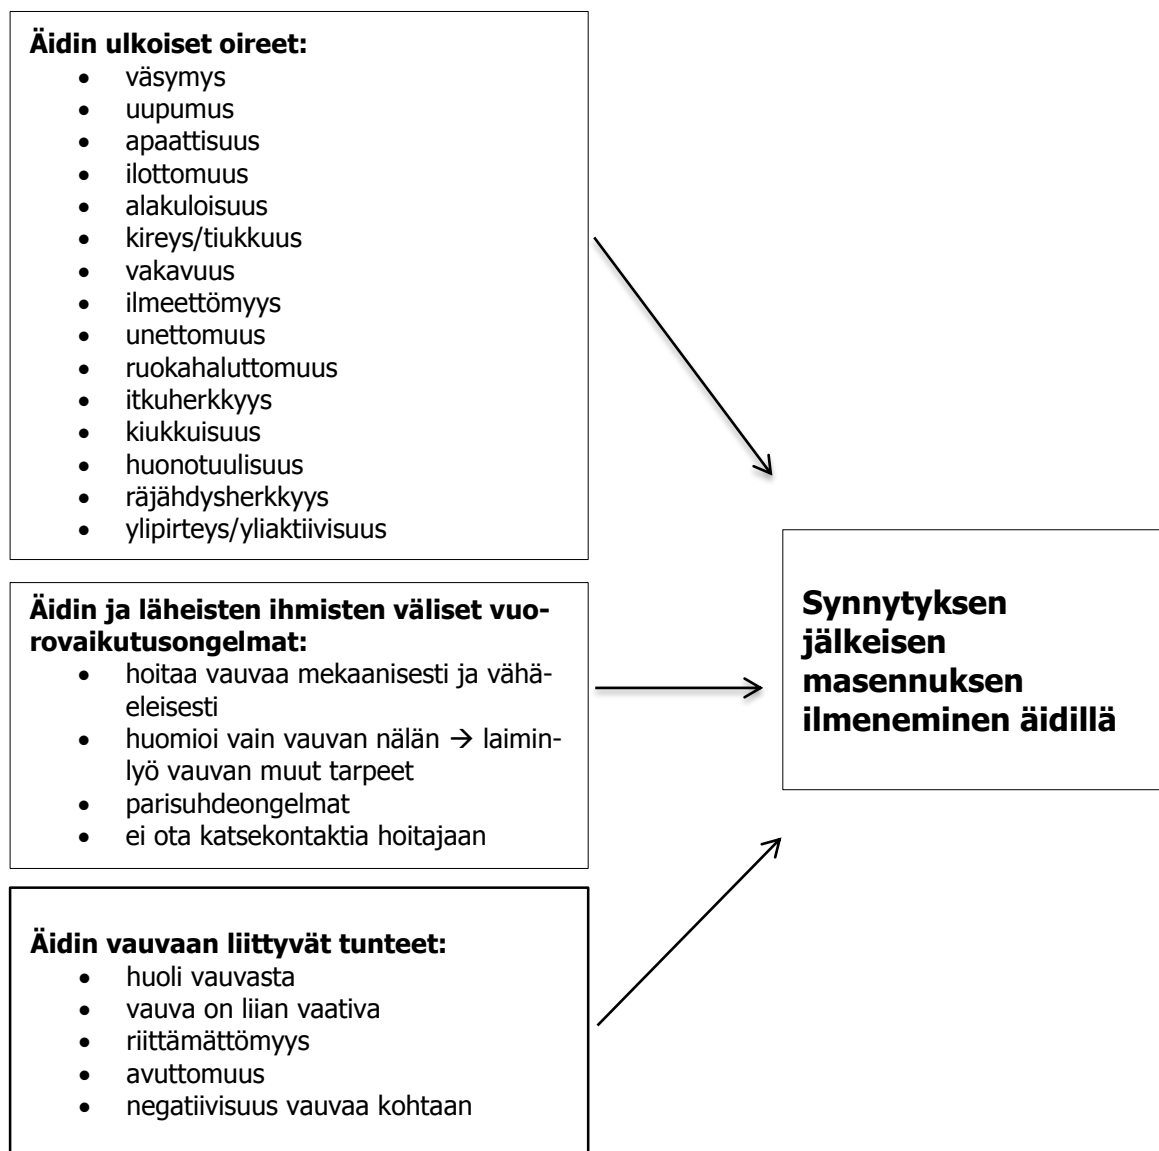 Äidin ulkoiset oireet:
• väsymys
• uupumus
• apaattisuus
• ilottomuus
• alakuloisuus
• kireys/tiukkuus
• vakavuus
• ilmeettömyys
• unettomuus
• ruokahaluttomuus
• itkuherkkyys
• kiukkuisuus
• huonotuulisuus
• räjähdysherkkyys
• ylipirteys/yliaktiivisuus
Äidin ja läheisten ihmisten väliset vuo-
rovaikutusongelmat:
• hoitaa vauvaa mekaanisesti ja vähä-
eleisesti
• huomioi vain vauvan nälän → laimin-
lyö vauvan muut tarpeet
• parisuhdeongelmat
• ei ota katsekontaktia hoitajaan
Äidin vauvaan liittyvät tunteet:
• huoli vauvasta
• vauva on liian vaativa
• riittämättömyys
• avuttomuus
• negatiivisuus vauvaa kohtaan
Synnytyksen
jälkeisen
masennuksen
ilmeneminen äidillä